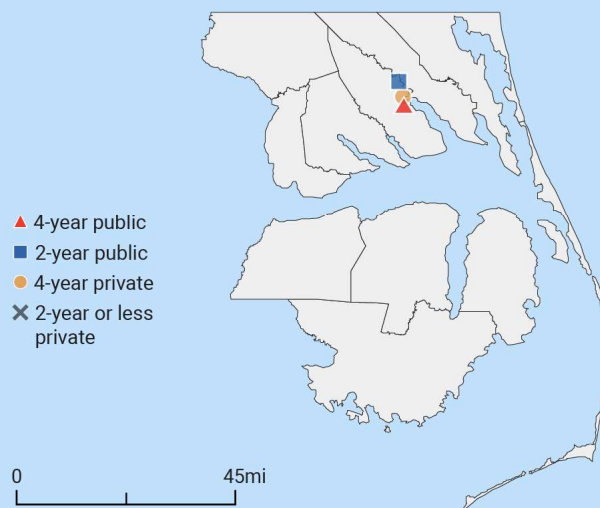 4-year public
2-year public
4-year private
2-year or less
private
0 45mi